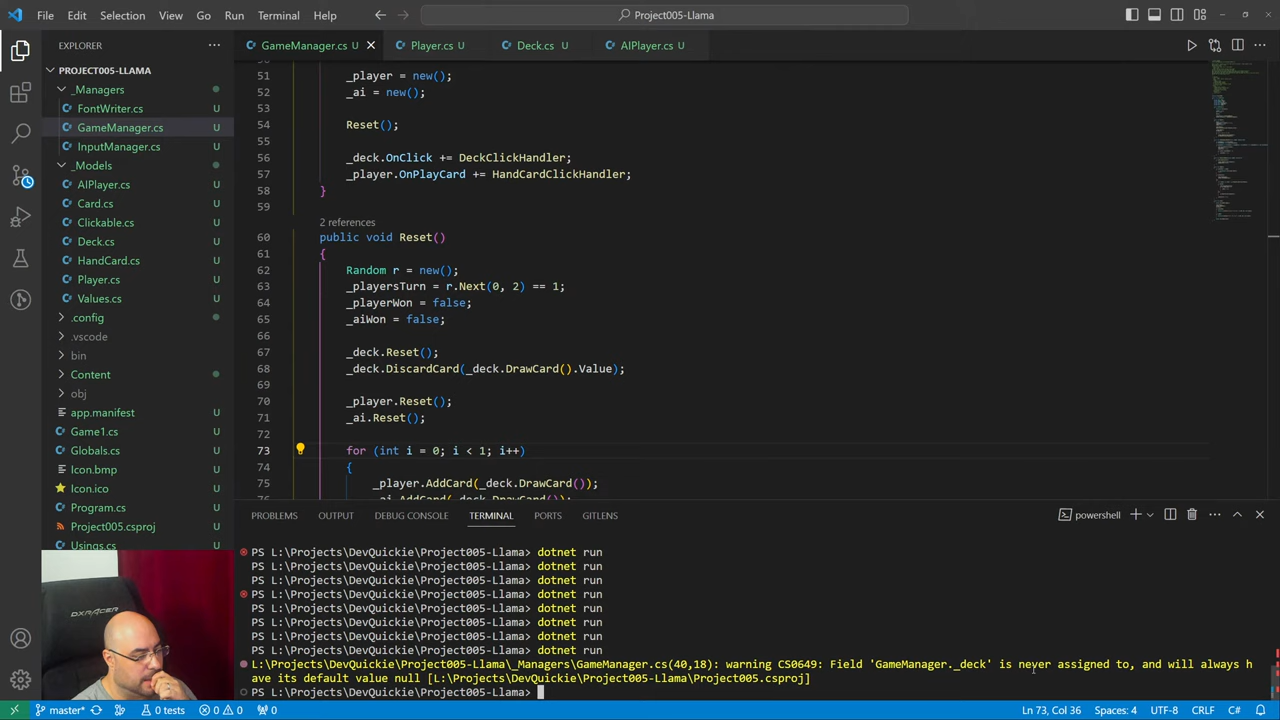 File Edit Selection View Go Run Terminal Help
Project005-Llama
EXPLORER
GameManager.cs U
Player.cs U
Deck.cs U
AIPlayer.cs U
PROJECT005-LLAMA
_Managers
FontWriter.cs U
GameManager.cs U
InputManager.cs U
_Models
AIPlayer.cs U
Card.cs U
Clickable.cs U
Deck.cs U
HandCard.cs U
Player.cs U
Values.cs U
.config
.vscode
bin
Content
obj
app.manifest U
Game1.cs U
Globals.cs U
Icon.bmp U
Icon.ico U
Program.cs U
Project005.csproj U
Usings.cs U
51 _player = new();
52 _ai = new();
53
54 Reset();
55
56 _deck.OnClick += DeckClickHandler;
57 _player.OnPlayCard += HandCardClickHandler;
58 }
59
2 references
60 public void Reset()
61 {
62 Random r = new();
63 _playersTurn = r.Next(0, 2) == 1;
64 _playerWon = false;
65 _aiWon = false;
66
67 _deck.Reset();
68 _deck.DiscardCard(_deck.DrawCard().Value);
69
70 _player.Reset();
71 _ai.Reset();
72
73 for (int i = 0; i < 1; i++)
74 {
75 _player.AddCard(_deck.DrawCard());
76 _ai.AddCard(_deck.DrawCard());
PROBLEMS OUTPUT DEBUG CONSOLE TERMINAL PORTS GITLENS
powershell
PS L:\Projects\DevQuickie\Project005-Llama> dotnet run
PS L:\Projects\DevQuickie\Project005-Llama> dotnet run
PS L:\Projects\DevQuickie\Project005-Llama> dotnet run
PS L:\Projects\DevQuickie\Project005-Llama> dotnet run
PS L:\Projects\DevQuickie\Project005-Llama> dotnet run
PS L:\Projects\DevQuickie\Project005-Llama> dotnet run
PS L:\Projects\DevQuickie\Project005-Llama> dotnet run
PS L:\Projects\DevQuickie\Project005-Llama> dotnet run
L:\Projects\DevQuickie\Project005-Llama\_Managers\GameManager.cs(40,18): warning CS0649: Field 'GameManager._deck' is never assigned to, and will always h
ave its default value null [L:\Projects\DevQuickie\Project005-Llama\Project005.csproj]
PS L:\Projects\DevQuickie\Project005-Llama>
DXRACER
master* 0 tests 0 0 0
Ln 73, Col 36 Spaces: 4 UTF-8 CRLF C#